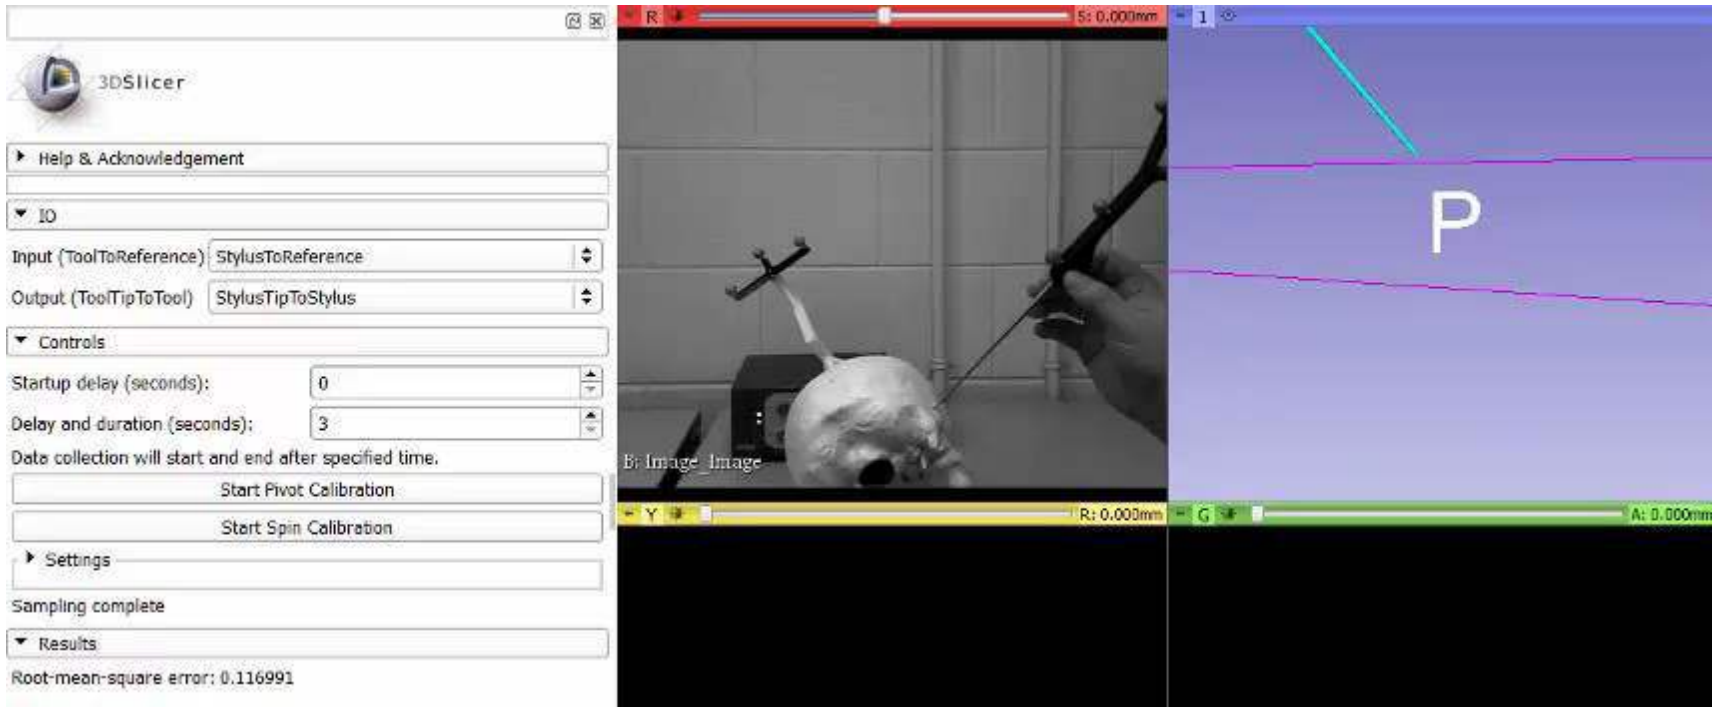 3DSlicer
Help & Acknowledgement
IO
Input (ToolToReference) StylusToReference
Output (ToolTipToTool) StylusTipToStylus
Controls
Startup delay (seconds): 0
Delay and duration (seconds): 3
Data collection will start and end after specified time.
Start Pivot Calibration
Start Spin Calibration
Settings
Sampling complete
Results
Root-mean-square error: 0.116991
R S: 0.000mm
B: Image_Image
1
P
Y R: 0.000mm
G A: 0.000mm